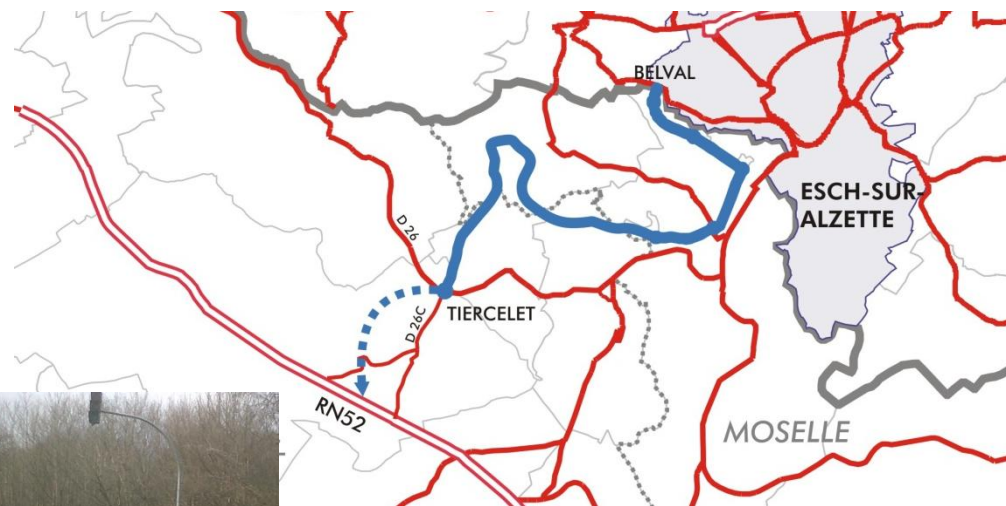 BELVAL
ESCH-SUR-
ALZETTE
D 26
TIERCELET
D 26C
RN52
MOSELLE